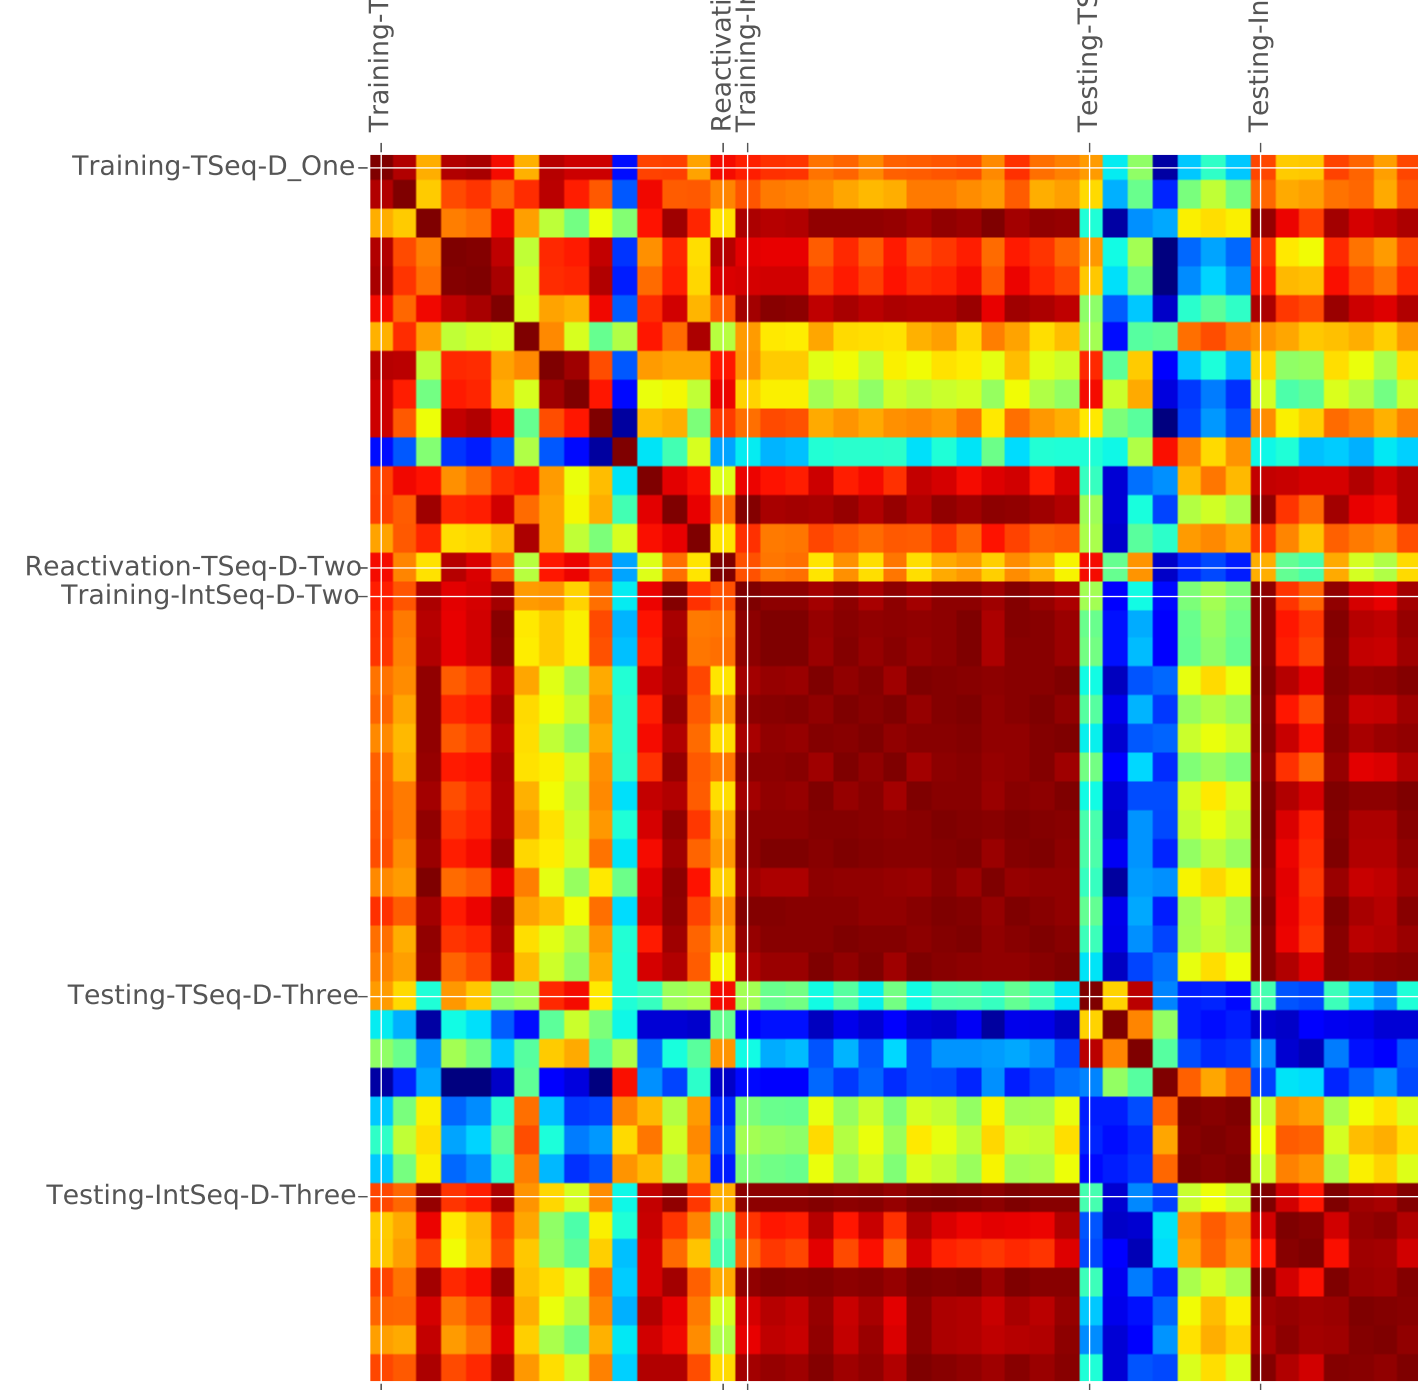 Training-T
Reactivati
Training-I
Testing-TS
Testing-In
Training-TSeq-D_One
Reactivation-TSeq-D-Two
Training-IntSeq-D-Two
Testing-TSeq-D-Three
Testing-IntSeq-D-Three